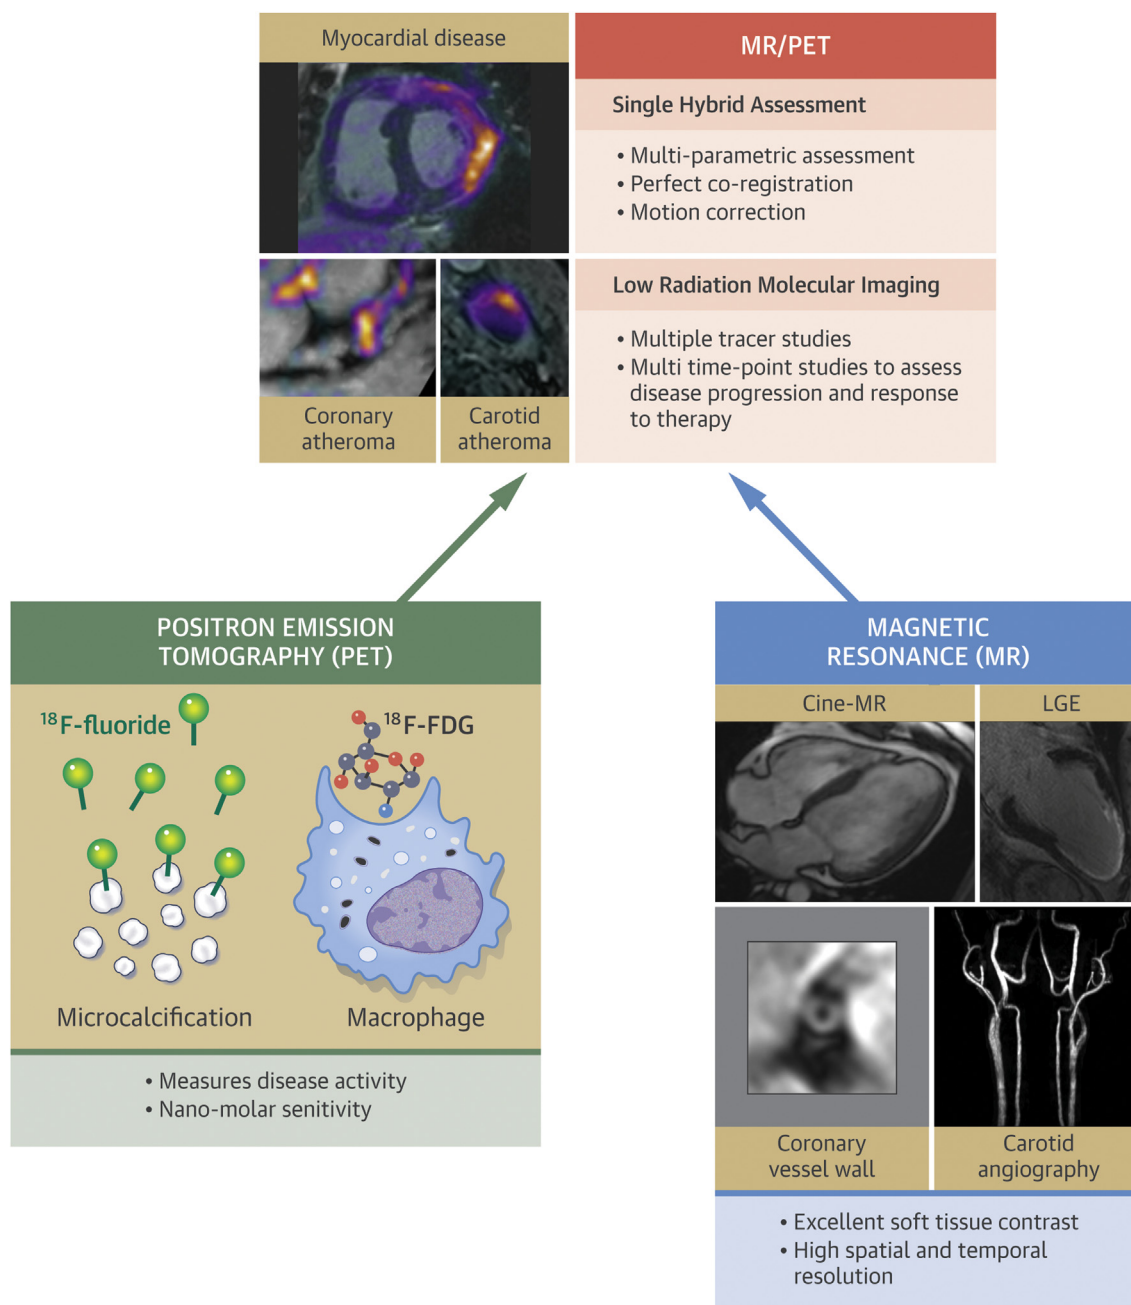 Myocardial disease
MR/PET
Single Hybrid Assessment
• Multi-parametric assessment
• Perfect co-registration
• Motion correction
Low Radiation Molecular Imaging
• Multiple tracer studies
• Multi time-point studies to assess
disease progression and response
to therapy
Coronary
atheroma
Carotid
atheroma
POSITRON EMISSION
TOMOGRAPHY (PET)
¹⁸F-fluoride
¹⁸F-FDG
Microcalcification
Macrophage
• Measures disease activity
• Nano-molar senitivity
MAGNETIC
RESONANCE (MR)
Cine-MR
LGE
Coronary
vessel wall
Carotid
angiography
• Excellent soft tissue contrast
• High spatial and temporal
resolution